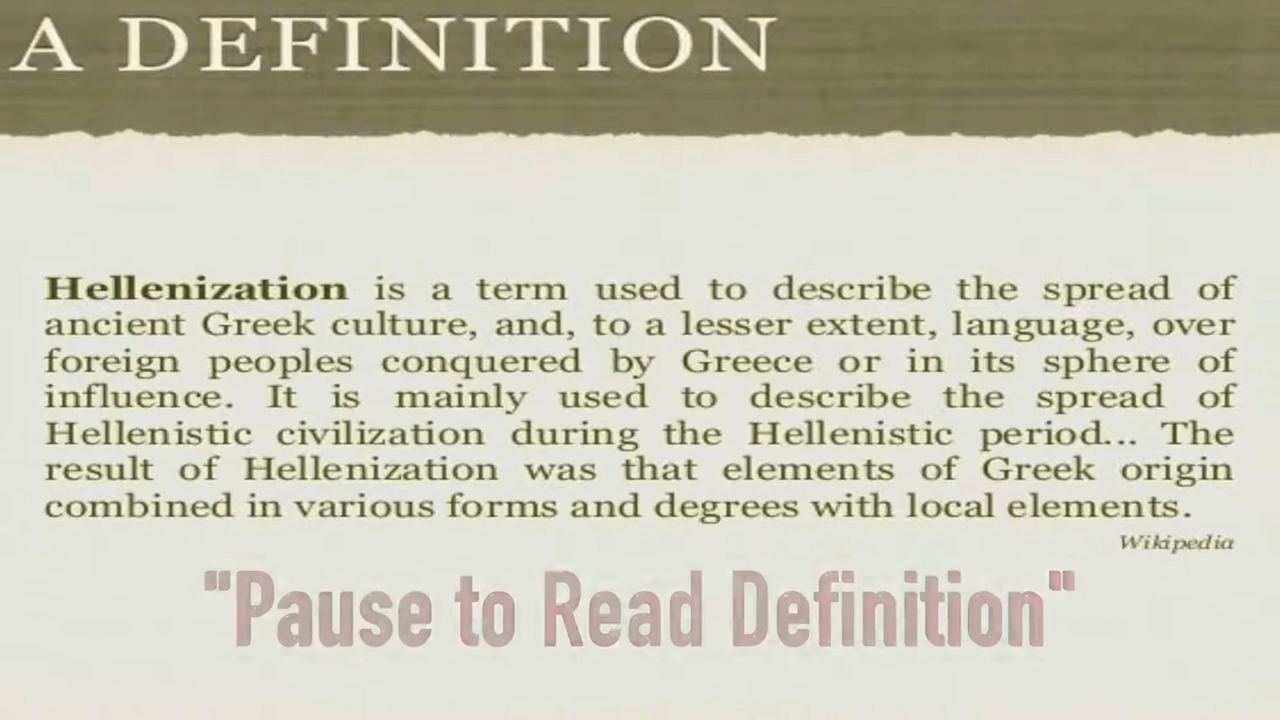 A DEFINITION
Hellenization is a term used to describe the spread of
ancient Greek culture, and, to a lesser extent, language, over
foreign peoples conquered by Greece or in its sphere of
influence. It is mainly used to describe the spread of
Hellenistic civilization during the Hellenistic period... The
result of Hellenization was that elements of Greek origin
combined in various forms and degrees with local elements.
Wikipedia
"Pause to Read Definition"